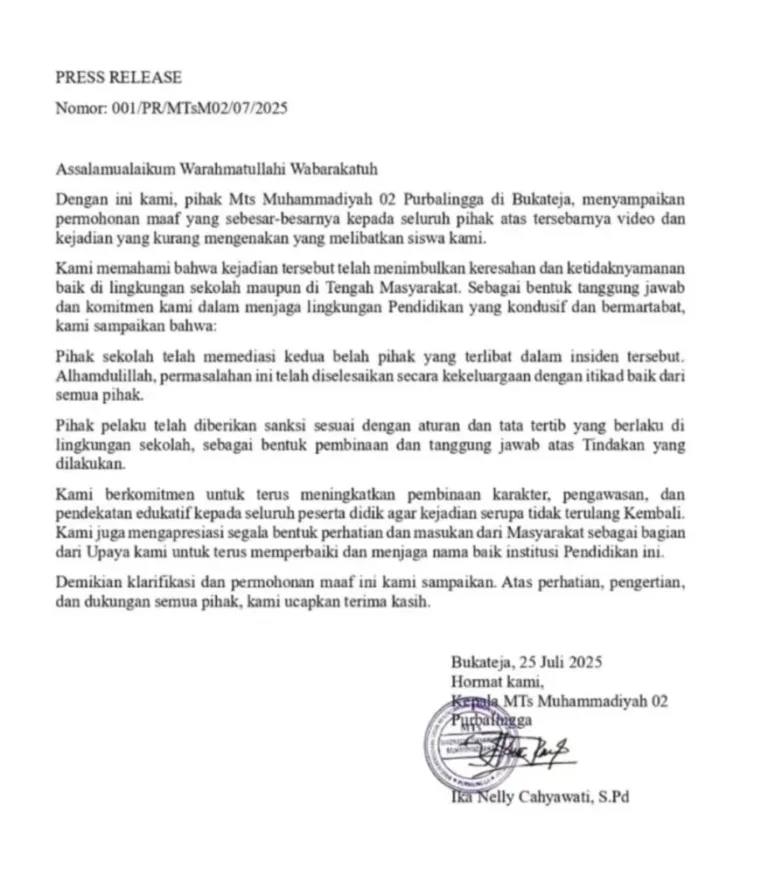 PRESS RELEASE
Nomor: 001/PR/MTsM02/07/2025
Assalamualaikum Warahmatullahi Wabarakatuh
Dengan ini kami, pihak Mts Muhammadiyah 02 Purbalingga di Bukateja, menyampaikan
permohonan maaf yang sebesar-besarnya kepada seluruh pihak atas tersebarnya video dan
kejadian yang kurang mengenakan yang melibatkan siswa kami.
Kami memahami bahwa kejadian tersebut telah menimbulkan keresahan dan ketidaknyamanan
baik di lingkungan sekolah maupun di Tengah Masyarakat. Sebagai bentuk tanggung jawab
dan komitmen kami dalam menjaga lingkungan Pendidikan yang kondusif dan bermartabat,
kami sampaikan bahwa:
Pihak sekolah telah memediasi kedua belah pihak yang terlibat dalam insiden tersebut.
Alhamdulillah, permasalahan ini telah diselesaikan secara kekeluargaan dengan itikad baik dari
semua pihak.
Pihak pelaku telah diberikan sanksi sesuai dengan aturan dan tata tertib yang berlaku di
lingkungan sekolah, sebagai bentuk pembinaan dan tanggung jawab atas Tindakan yang
dilakukan.
Kami berkomitmen untuk terus meningkatkan pembinaan karakter, pengawasan, dan
pendekatan edukatif kepada seluruh peserta didik agar kejadian serupa tidak terulang Kembali.
Kami juga mengapresiasi segala bentuk perhatian dan masukan dari Masyarakat sebagai bagian
dari Upaya kami untuk terus memperbaiki dan menjaga nama baik institusi Pendidikan ini.
Demikian klarifikasi dan permohonan maaf ini kami sampaikan. Atas perhatian, pengertian,
dan dukungan semua pihak, kami ucapkan terima kasih.
Bukateja, 25 Juli 2025
Hormat kami,
Kepala MTs Muhammadiyah 02
Purbalingga
MTS
Ika Nelly Cahyawati, S.Pd